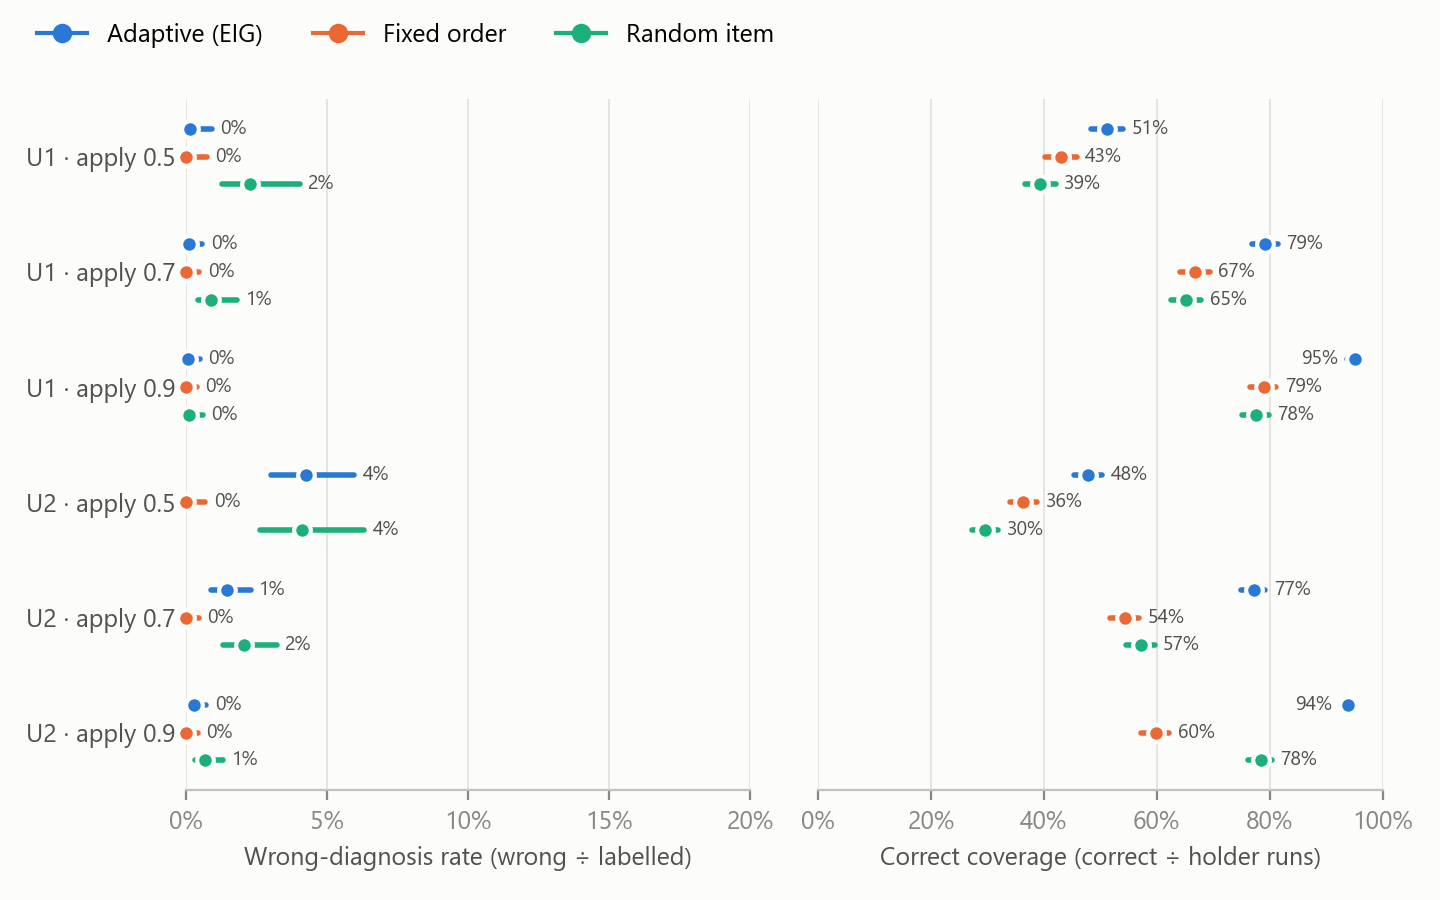 Adaptive (EIG) Fixed order Random item
0% 51%
U1 · apply 0.5 0% 43%
2% 39%
0% 79%
U1 · apply 0.7 0% 67%
1% 65%
0% 95%
U1 · apply 0.9 0% 79%
0% 78%
4% 48%
U2 · apply 0.5 0% 36%
4% 30%
1% 77%
U2 · apply 0.7 0% 54%
2% 57%
0% 94%
U2 · apply 0.9 0% 60%
1% 78%
0% 5% 10% 15% 20% 0% 20% 40% 60% 80% 100%
Wrong-diagnosis rate (wrong ÷ labelled) Correct coverage (correct ÷ holder runs)